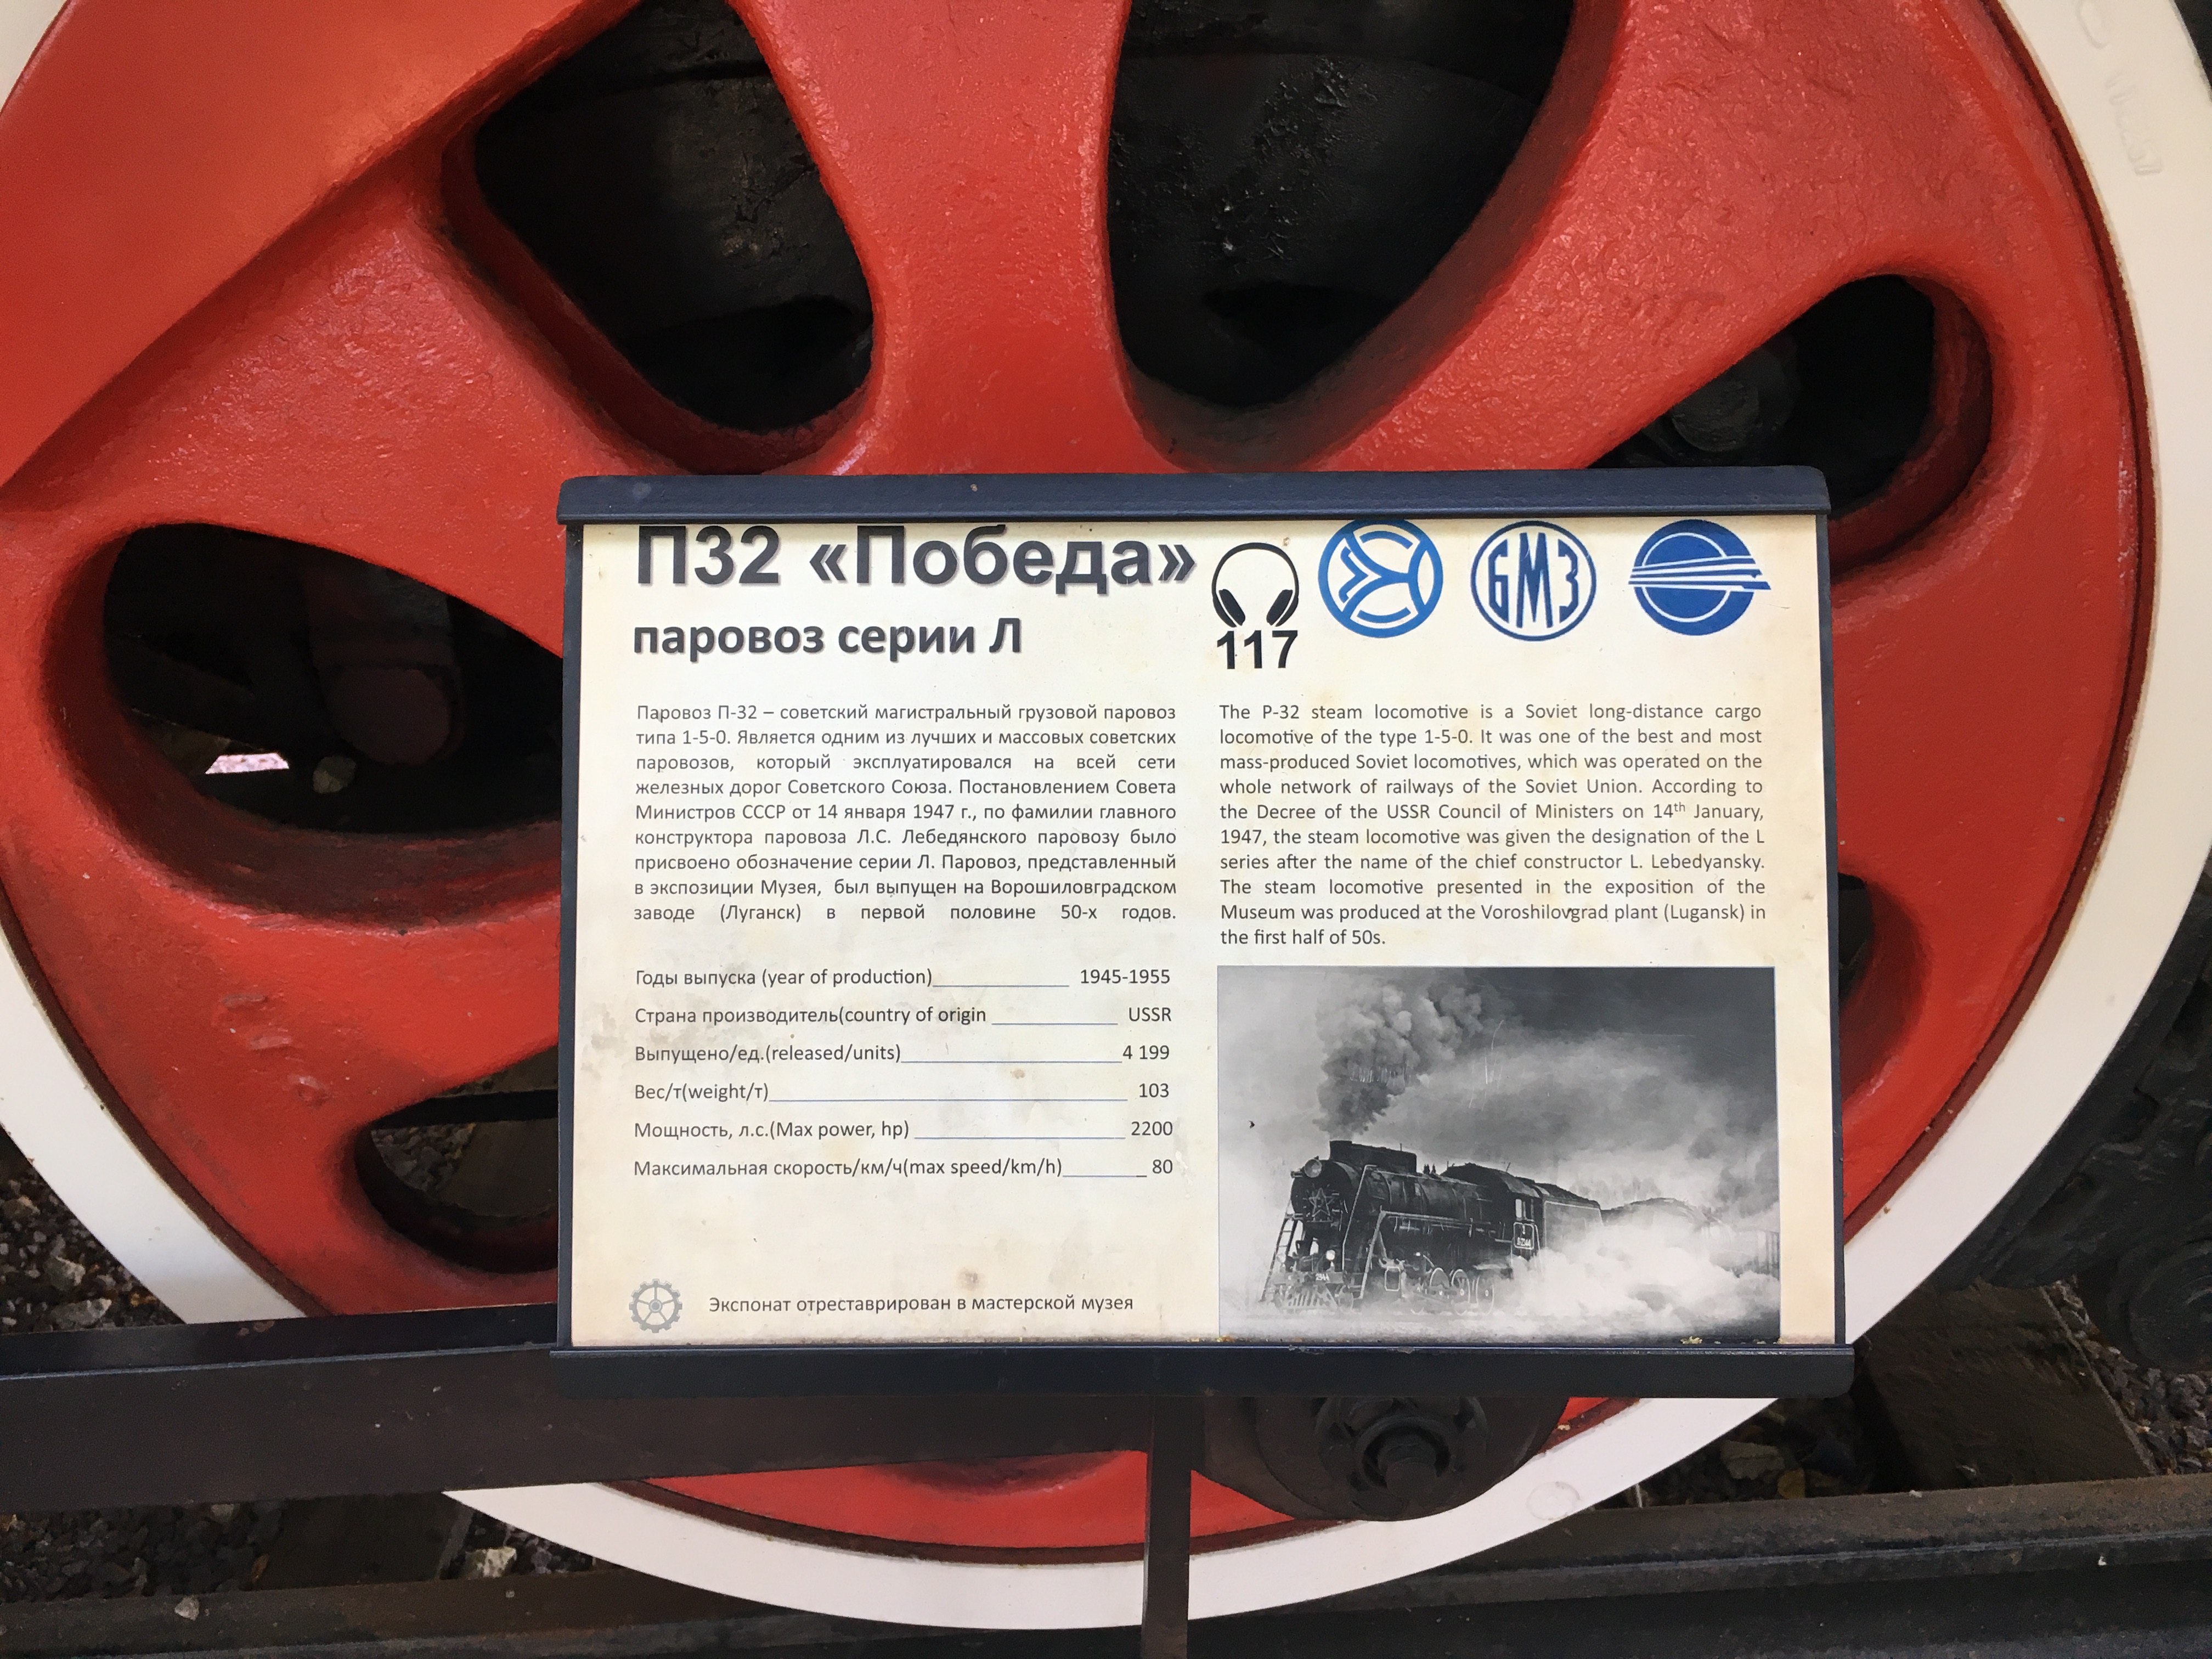 П32 «Победа»
паровоз серии Л
117
БМЗ
Паровоз П-32 – советский магистральный грузовой паровоз
типа 1-5-0. Является одним из лучших и массовых советских
паровозов, который эксплуатировался на всей сети
железных дорог Советского Союза. Постановлением Совета
Министров СССР от 14 января 1947 г., по фамилии главного
конструктора паровоза Л.С. Лебедянского паровозу было
присвоено обозначение серии Л. Паровоз, представленный
в экспозиции Музея, был выпущен на Ворошиловградском
заводе (Луганск) в первой половине 50-х годов.
The P-32 steam locomotive is a Soviet long-distance cargo
locomotive of the type 1-5-0. It was one of the best and most
mass-produced Soviet locomotives, which was operated on the
whole network of railways of the Soviet Union. According to
the Decree of the USSR Council of Ministers on 14th January,
1947, the steam locomotive was given the designation of the L
series after the name of the chief constructor L. Lebedyansky.
The steam locomotive presented in the exposition of the
Museum was produced at the Voroshilovgrad plant (Lugansk) in
the first half of 50s.
Годы выпуска (year of production)____________ 1945-1955
Страна производитель(country of origin ___________ USSR
Выпущено/ед.(released/units)____________________4 199
Вес/т(weight/т)________________________________ 103
Мощность, л.с.(Max power, hp) ___________________ 2200
Максимальная скорость/км/ч(max speed/km/h)________ 80
Экспонат отреставрирован в мастерской музея